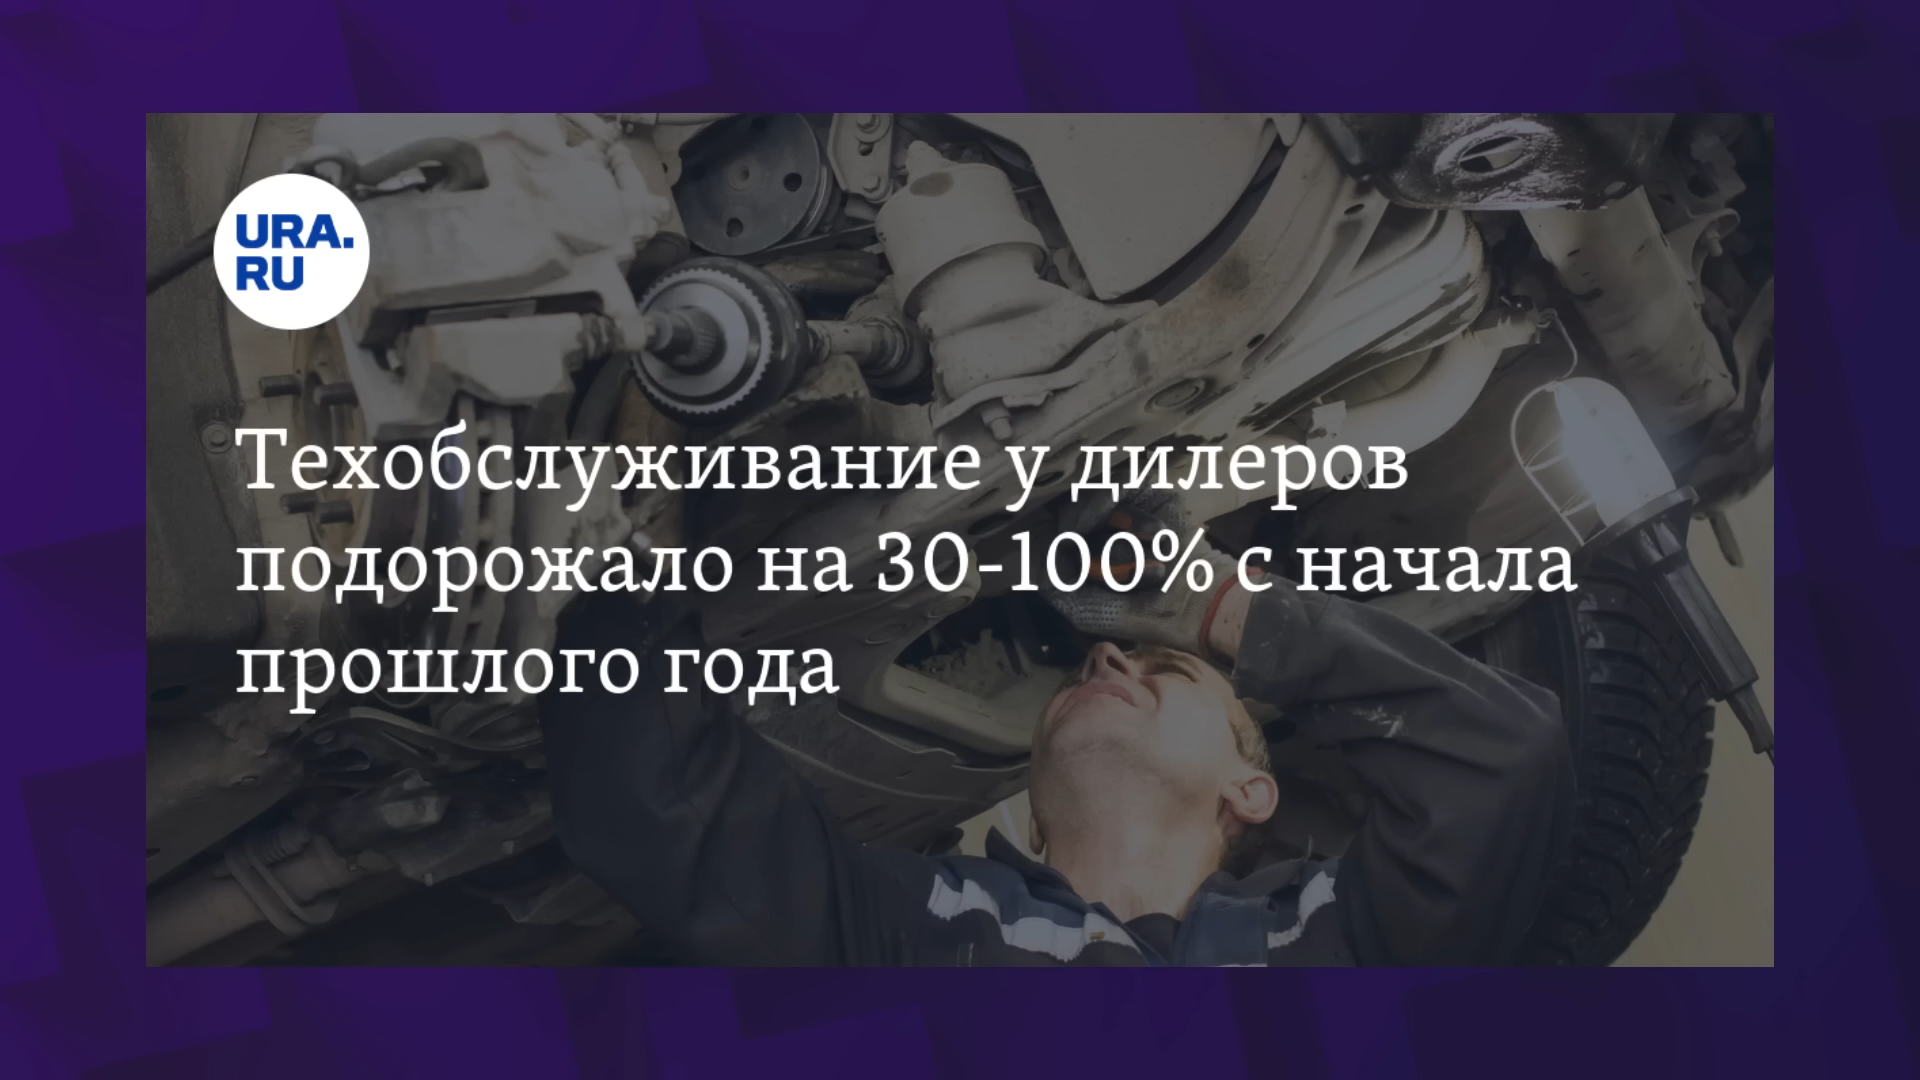 URA.
RU
Техобслуживание у дилеров
подорожало на 30-100% с начала
прошлого года